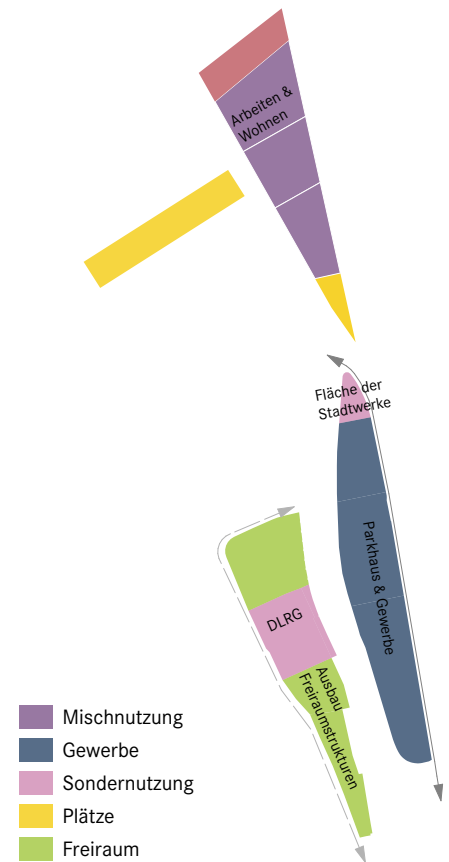 Arbeiten &
Wohnen
Fläche der
Stadtwerke
Parkhaus & Gewerbe
DLRG
Ausbau
Freiraumstrukturen
Mischnutzung
Gewerbe
Sondernutzung
Plätze
Freiraum